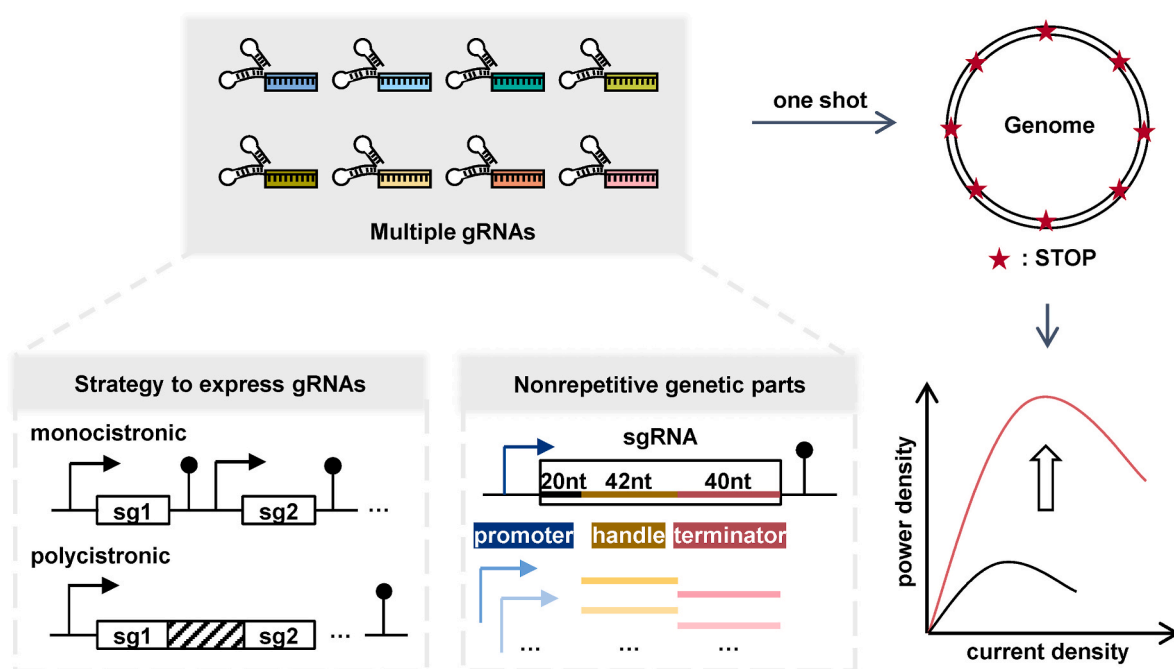 Multiple gRNAs
one shot
Genome
: STOP
Strategy to express gRNAs
monocistronic
sg1
sg2
...
polycistronic
sg1
sg2
...
Nonrepetitive genetic parts
sgRNA
20nt
42nt
40nt
promoter
handle
terminator
...
...
...
power density
current density